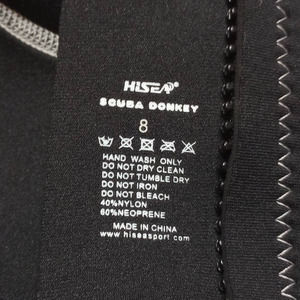 HISEA
SCUBA DONKEY
8
HAND WASH ONLY
DO NOT DRY CLEAN
DO NOT TUMBLE DRY
DO NOT IRON
DO NOT BLEACH
40%NYLON
60%NEOPRENE
MADE IN CHINA
www.hiseasport.com